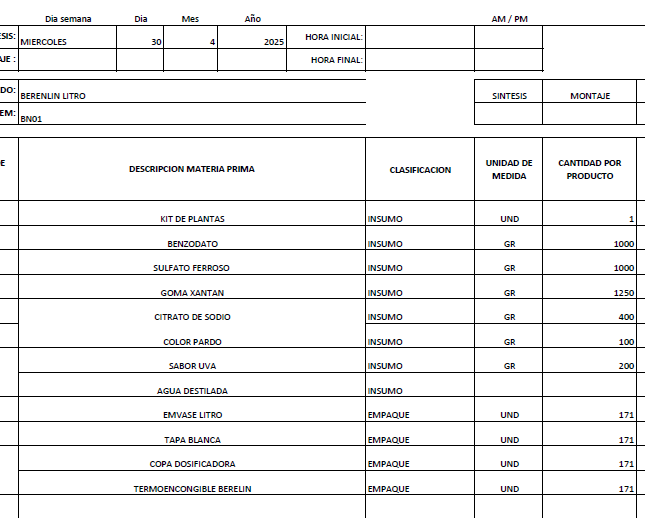 Dia semana Dia Mes Año AM / PM
ESIS: MIERCOLES 30 4 2025 HORA INICIAL:
AJE : HORA FINAL:
DO: BERENLIN LITRO SINTESIS MONTAJE
EM: BN01
DE DESCRIPCION MATERIA PRIMA CLASIFICACION UNIDAD DE MEDIDA CANTIDAD POR PRODUCTO
KIT DE PLANTAS INSUMO UND 1
BENZODATO INSUMO GR 1000
SULFATO FERROSO INSUMO GR 1000
GOMA XANTAN INSUMO GR 1250
CITRATO DE SODIO INSUMO GR 400
COLOR PARDO INSUMO GR 100
SABOR UVA INSUMO GR 200
AGUA DESTILADA INSUMO
EMVASE LITRO EMPAQUE UND 171
TAPA BLANCA EMPAQUE UND 171
COPA DOSIFICADORA EMPAQUE UND 171
TERMOENCONGIBLE BERELIN EMPAQUE UND 171